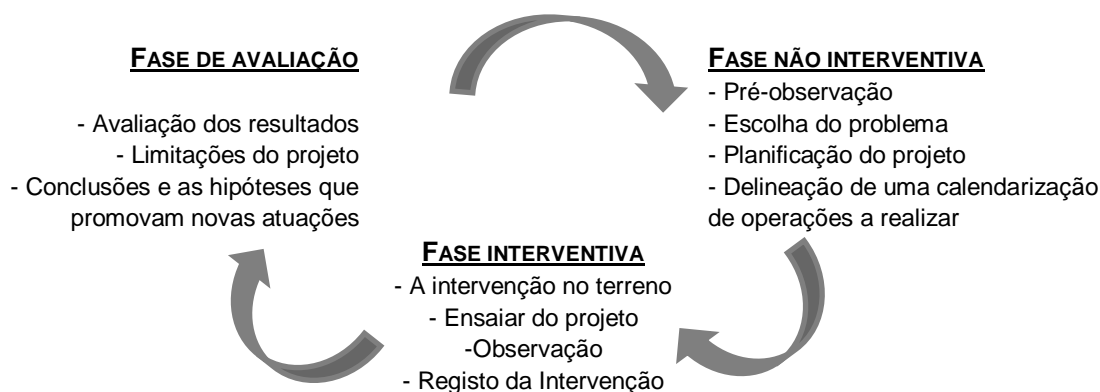 FASE DE AVALIAÇÃO
- Avaliação dos resultados
- Limitações do projeto
- Conclusões e as hipóteses que
promovam novas atuações
FASE NÃO INTERVENTIVA
- Pré-observação
- Escolha do problema
- Planificação do projeto
- Delineação de uma calendarização
de operações a realizar
FASE INTERVENTIVA
- A intervenção no terreno
- Ensaiar do projeto
-Observação
- Registo da Intervenção